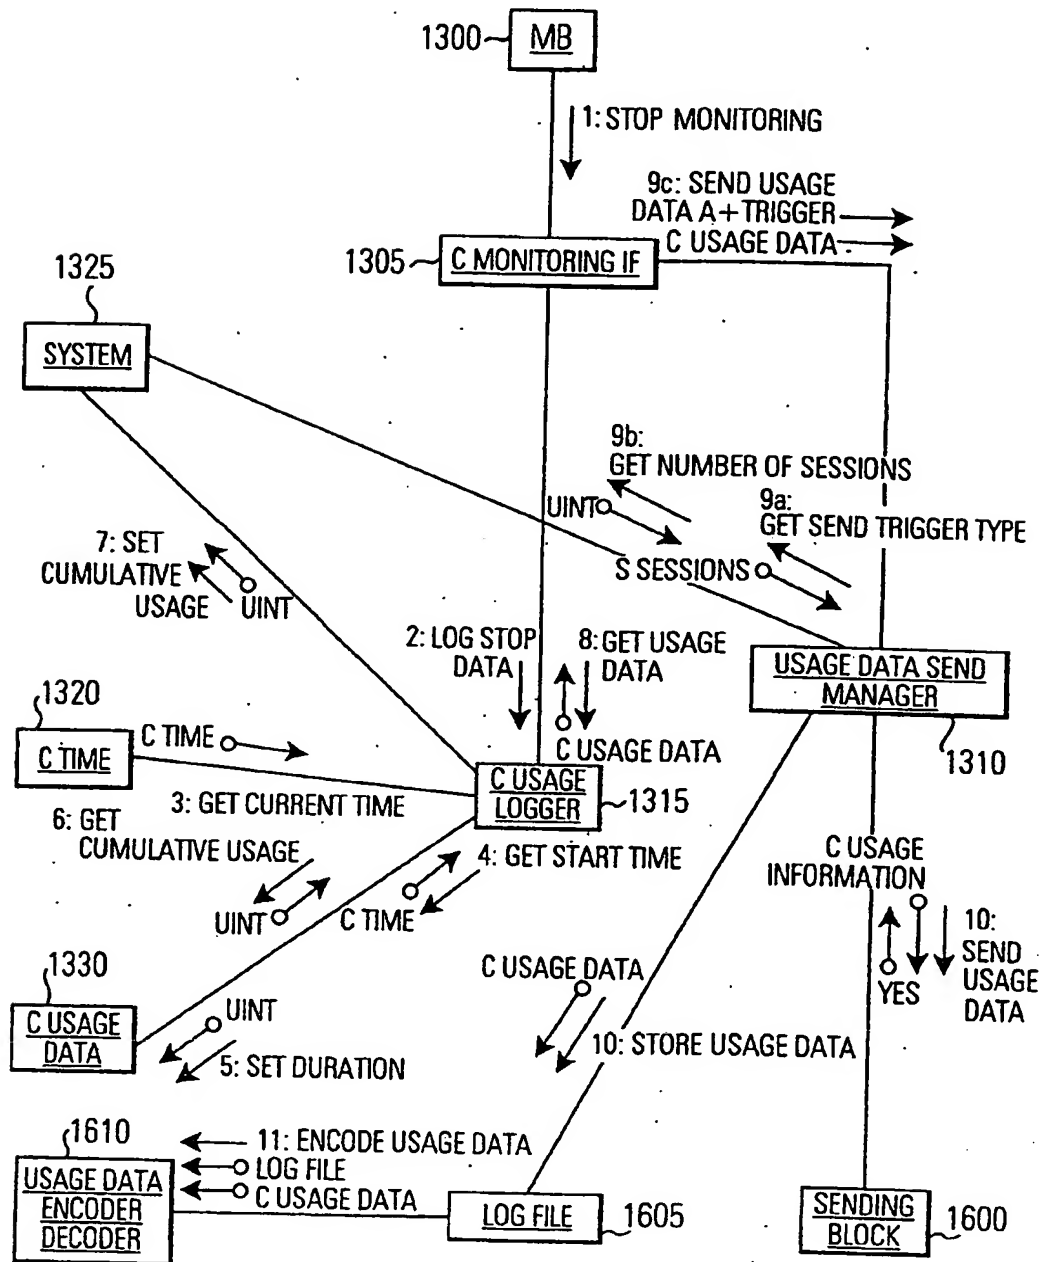 1300
MB
1: STOP MONITORING
9c: SEND USAGE
DATA A+TRIGGER
C USAGE DATA
1305
C MONITORING IF
1325
SYSTEM
9b:
GET NUMBER OF SESSIONS
UINT
9a:
GET SEND TRIGGER TYPE
S SESSIONS
7: SET
CUMULATIVE
USAGE
UINT
2: LOG STOP
DATA
8: GET USAGE
DATA
C USAGE DATA
USAGE DATA SEND
MANAGER
1310
1320
C TIME
C TIME
3: GET CURRENT TIME
C USAGE
LOGGER
1315
6: GET
CUMULATIVE USAGE
UINT
4: GET START TIME
C TIME
C USAGE
INFORMATION
YES
10:
SEND
USAGE
DATA
1330
C USAGE
DATA
UINT
5: SET DURATION
C USAGE DATA
10: STORE USAGE DATA
1610
USAGE DATA
ENCODER
DECODER
11: ENCODE USAGE DATA
LOG FILE
C USAGE DATA
LOG FILE
1605
SENDING
BLOCK
1600